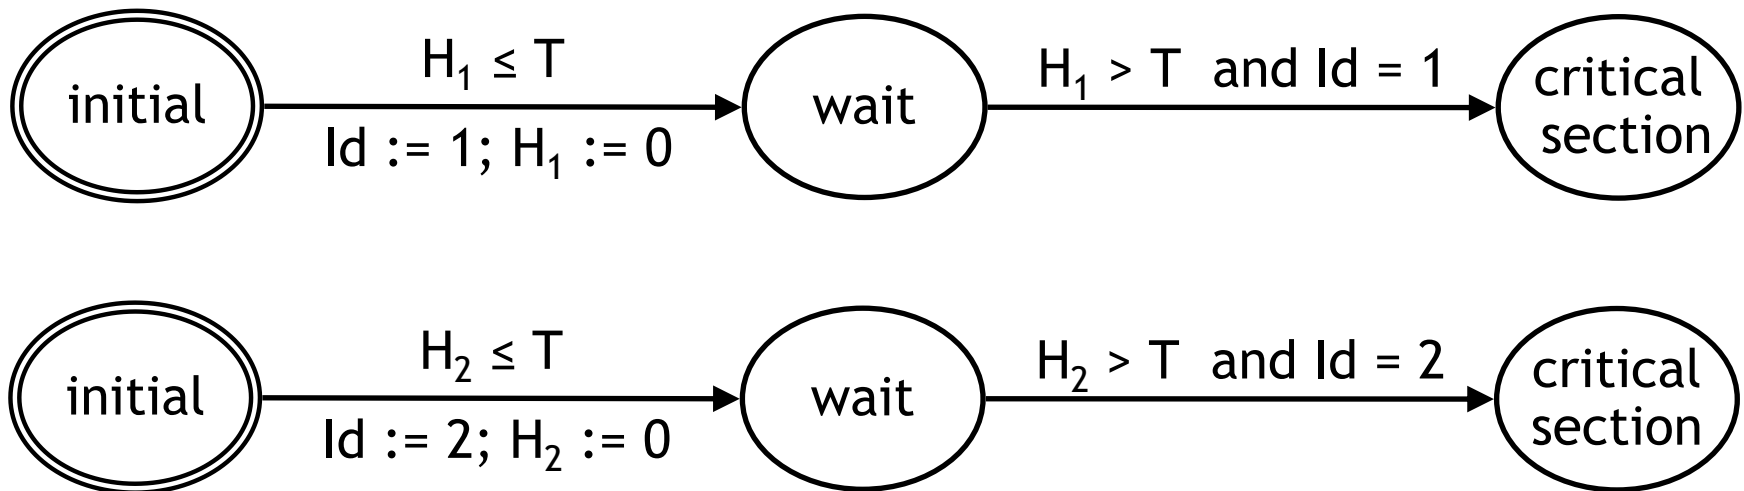 initial
H₁ ≤ T
Id := 1; H₁ := 0
wait
H₁ > T and Id = 1
critical
section
initial
H₂ ≤ T
Id := 2; H₂ := 0
wait
H₂ > T and Id = 2
critical
section